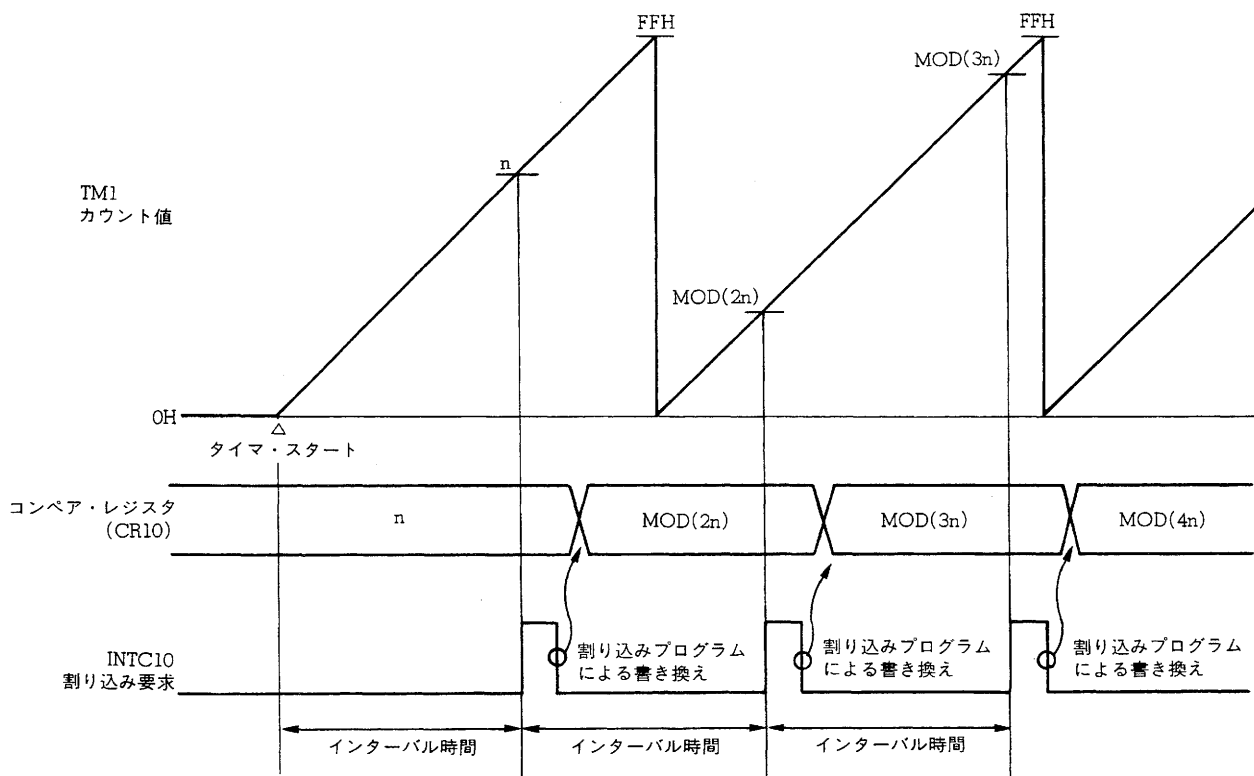 FFH
FFH
MOD(3n)
n
TM1
カウント値
MOD(2n)
0H
タイマ・スタート
コンペア・レジスタ
(CR10)
n
MOD(2n)
MOD(3n)
MOD(4n)
INTC10
割り込み要求
割り込みプログラム
による書き換え
割り込みプログラム
による書き換え
割り込みプログラム
による書き換え
インターバル時間
インターバル時間
インターバル時間